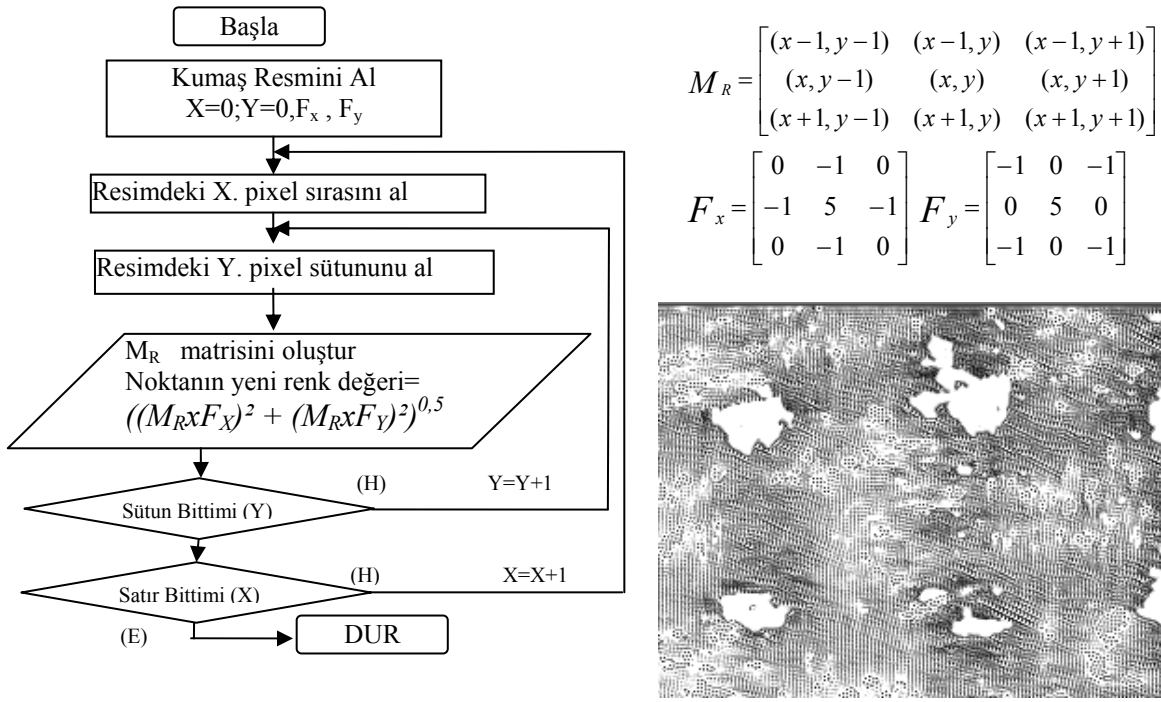 Başla
Kumaş Resmini Al
X=0;Y=0,Fx , Fy
Resimdeki X. pixel sırasını al
Resimdeki Y. pixel sütununu al
MR matrisini oluştur
Noktanın yeni renk değeri=
((MRxFX)² + (MRxFY)²)^0,5
Sütun Bittimi (Y)
(H)
Y=Y+1
Satır Bittimi (X)
(H)
X=X+1
(E)
DUR
MR = [(x−1, y−1) (x−1, y) (x−1, y+1)
(x, y−1) (x, y) (x, y+1)
(x+1, y−1) (x+1, y) (x+1, y+1)]
Fx = [0 −1 0
−1 5 −1
0 −1 0]
Fy = [−1 0 −1
0 5 0
−1 0 −1]